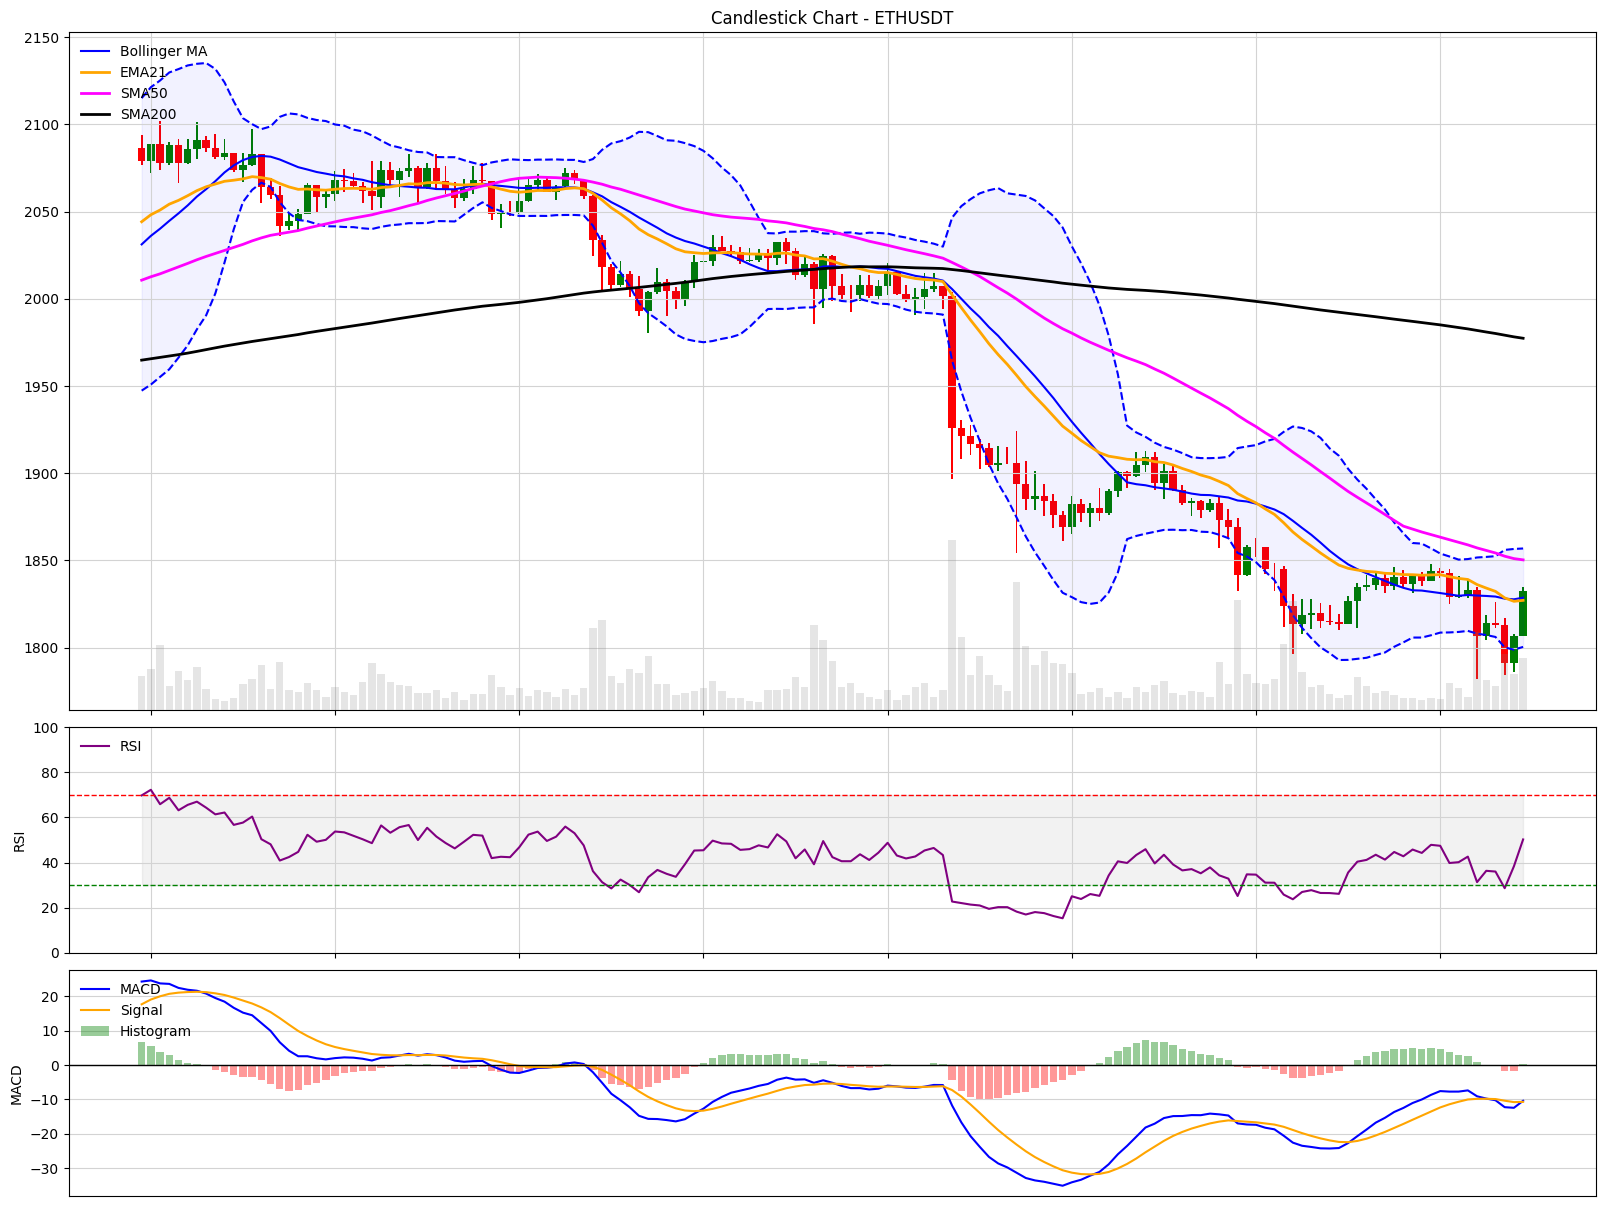 Candlestick Chart - ETHUSDT
2150
2100
2050
2000
1950
1900
1850
1800
Bollinger MA
EMA21
SMA50
SMA200
100
80
60
40
20
0
RSI
RSI
20
10
0
−10
−20
−30
MACD
MACD
Signal
Histogram